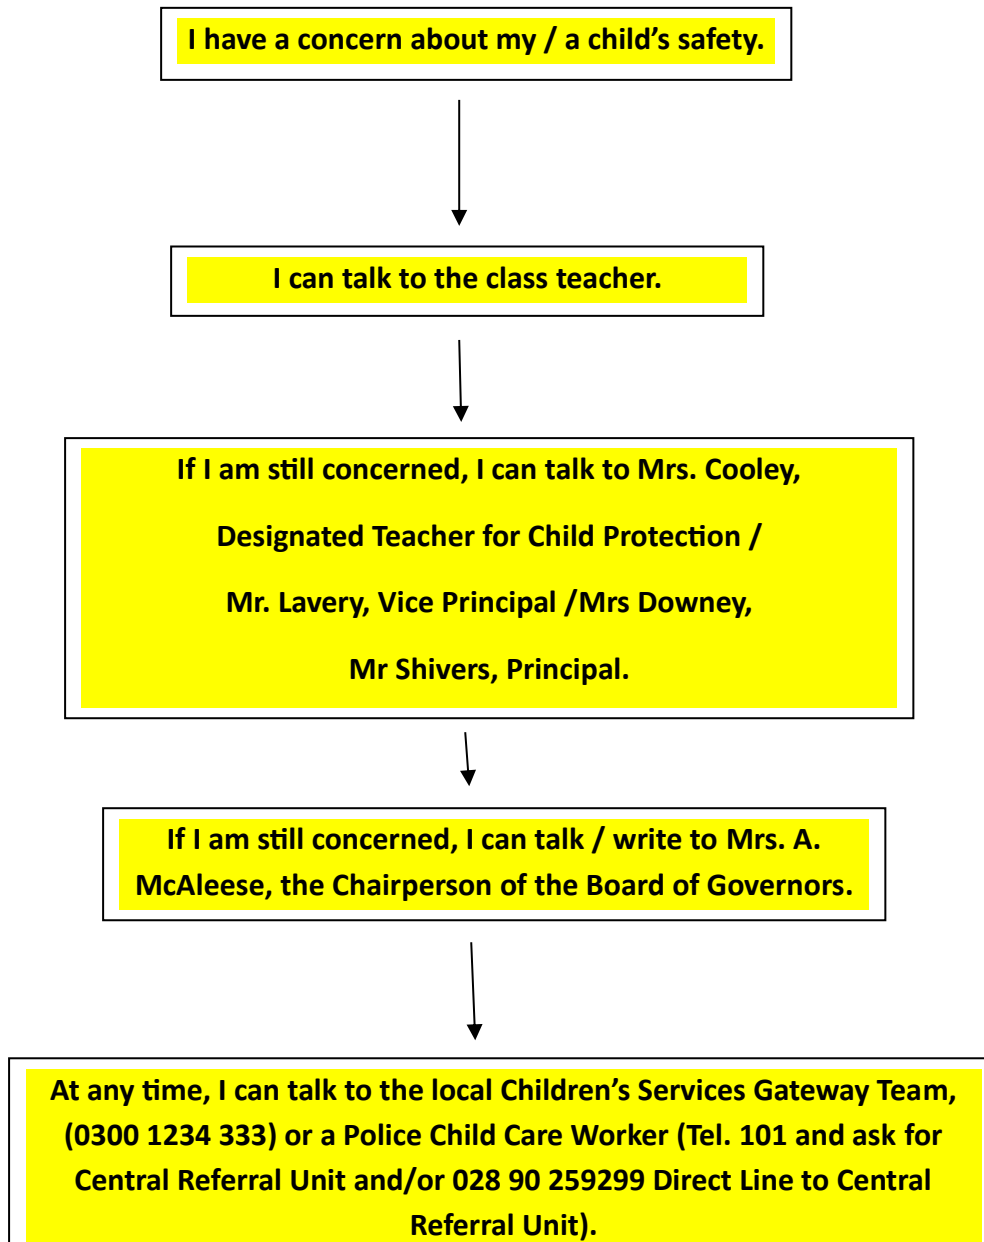 I have a concern about my / a child’s safety.
I can talk to the class teacher.
If I am still concerned, I can talk to Mrs. Cooley,
Designated Teacher for Child Protection /
Mr. Lavery, Vice Principal /Mrs Downey,
Mr Shivers, Principal.
If I am still concerned, I can talk / write to Mrs. A.
McAleese, the Chairperson of the Board of Governors.
At any time, I can talk to the local Children’s Services Gateway Team,
(0300 1234 333) or a Police Child Care Worker (Tel. 101 and ask for
Central Referral Unit and/or 028 90 259299 Direct Line to Central
Referral Unit).